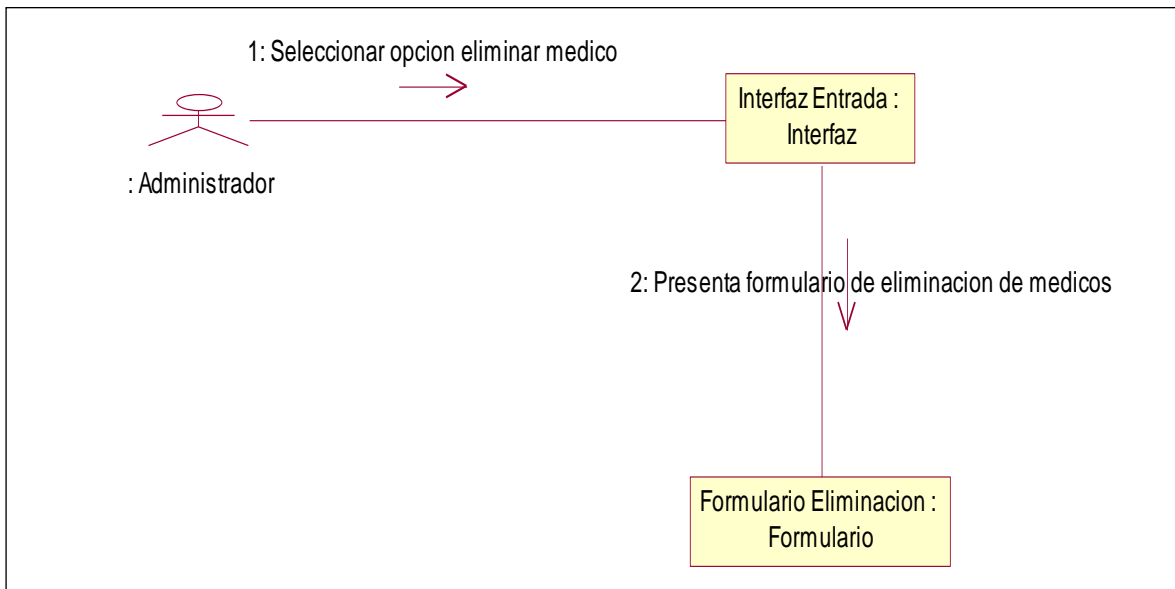 1: Seleccionar opcion eliminar medico
Interfaz Entrada :
Interfaz
: Administrador
2: Presenta formulario de eliminacion de medicos
Formulario Eliminacion :
Formulario